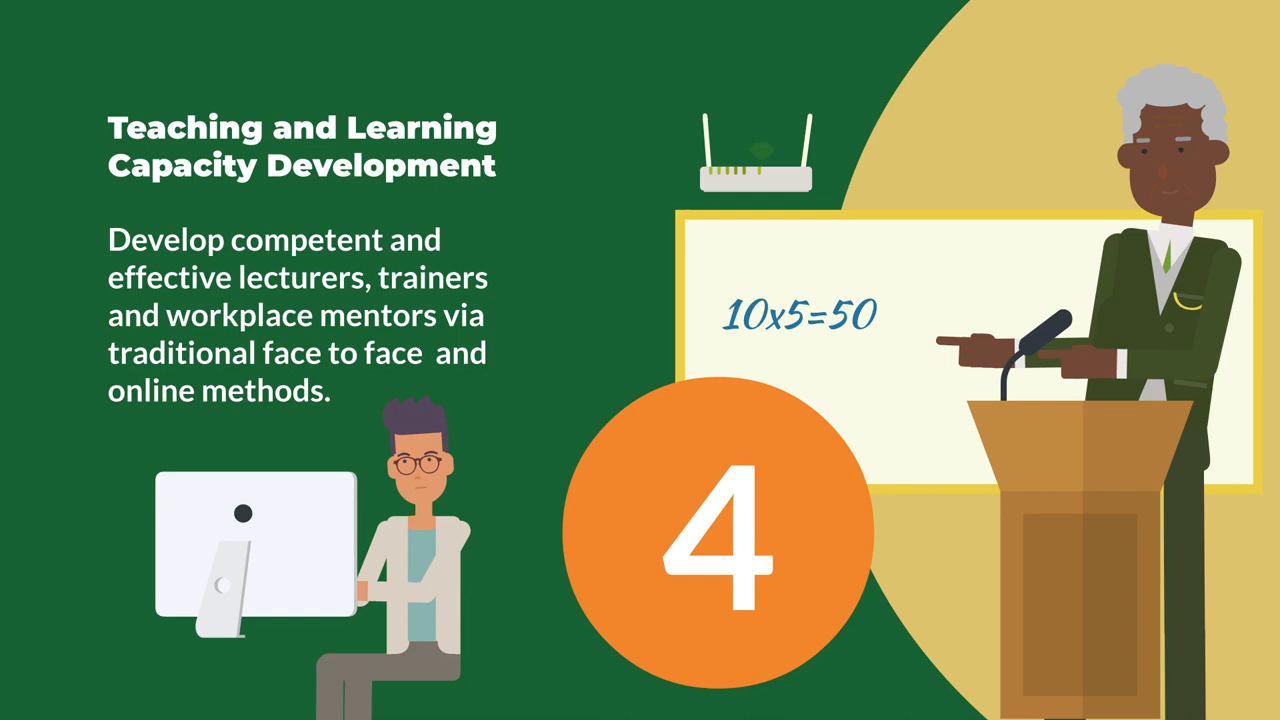 Teaching and Learning
Capacity Development
Develop competent and
effective lecturers, trainers
and workplace mentors via
traditional face to face  and
online methods.
10x5=50
4